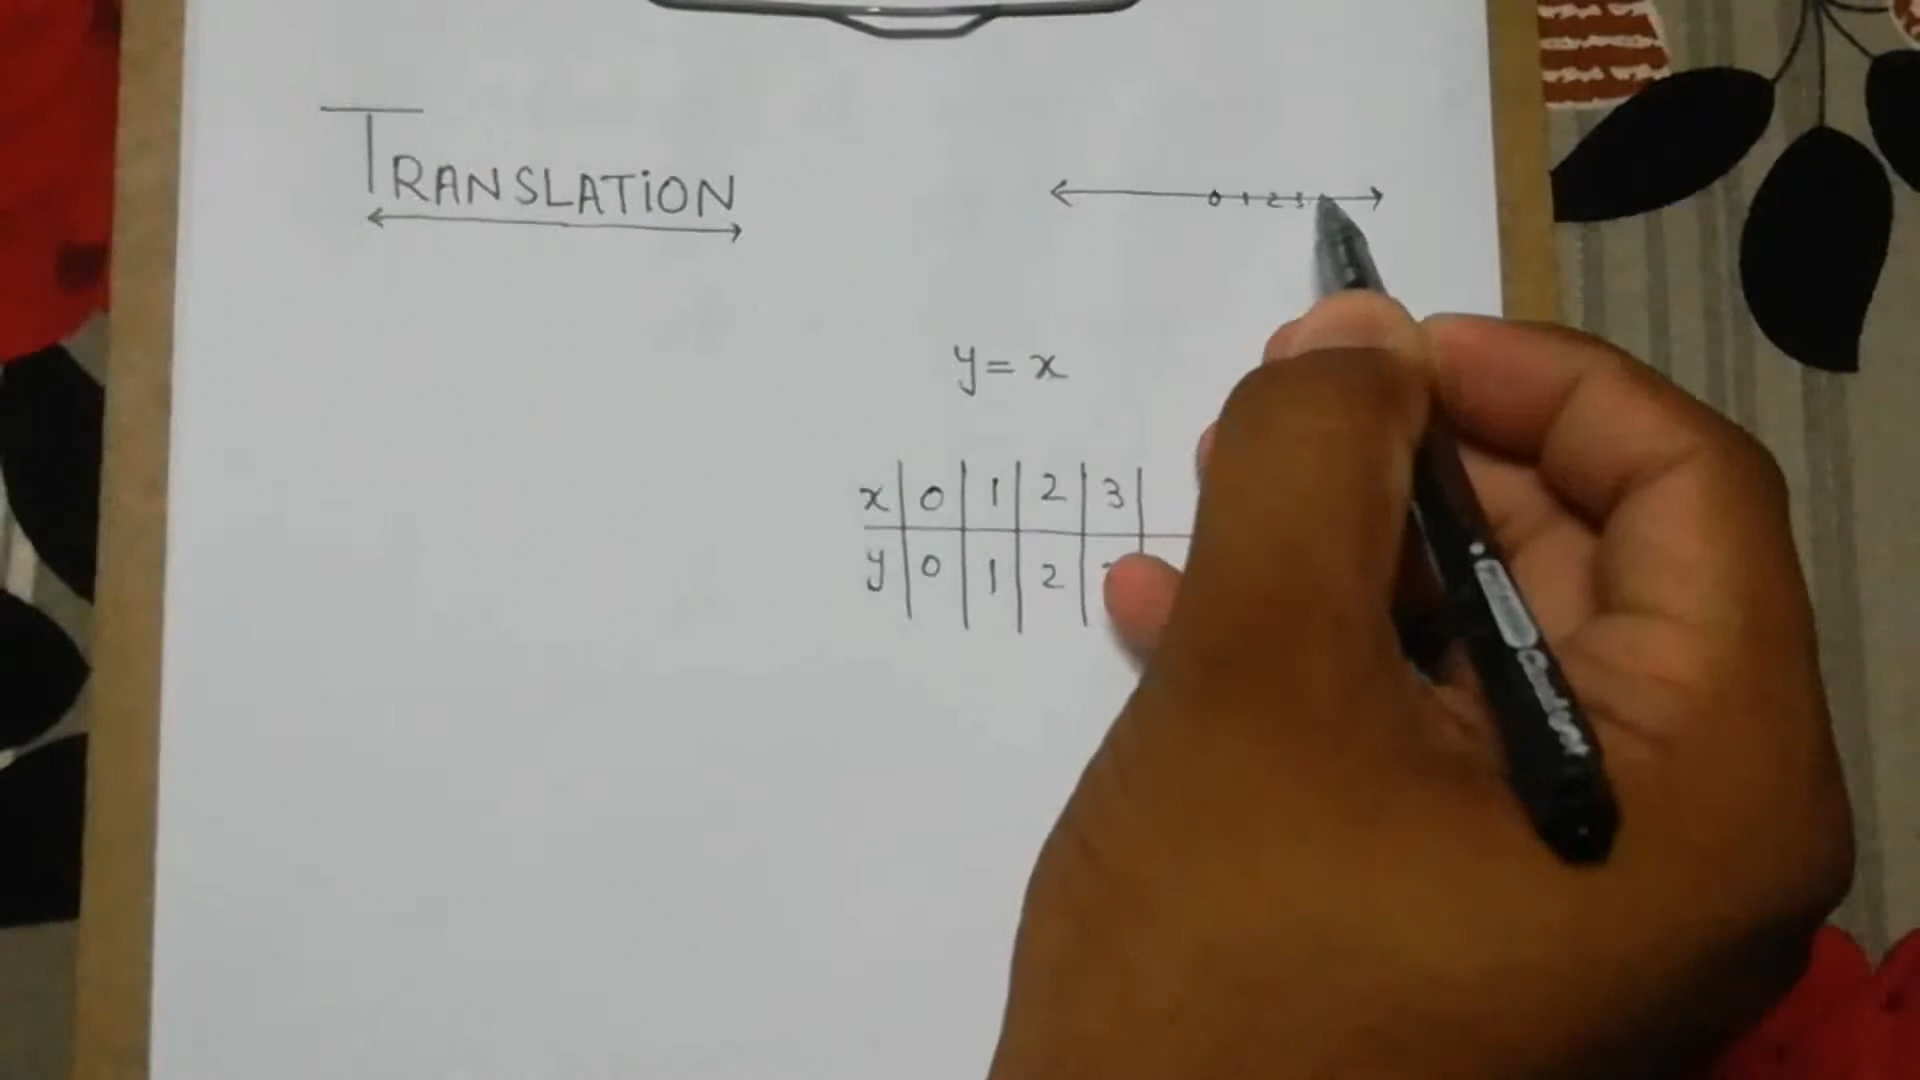 TRANSLATiON
0 1 2 3
y = x
x 0 1 2 3
y 0 1 2